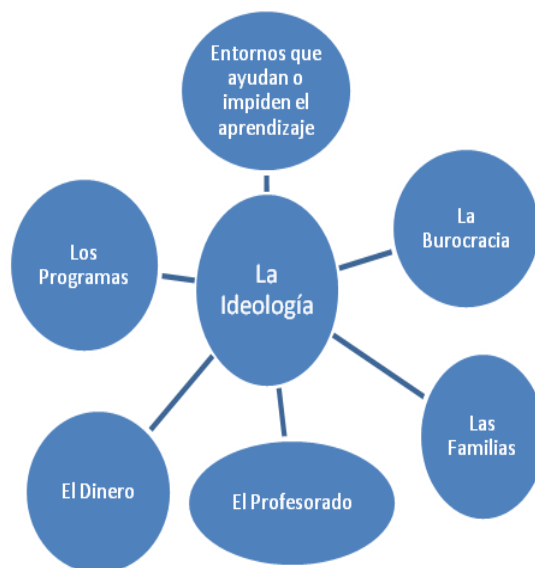 Entornos que
ayudan o
impiden el
aprendizaje
La
Burocracia
Los
Programas
La
Ideología
Las
Familias
El Dinero
El Profesorado